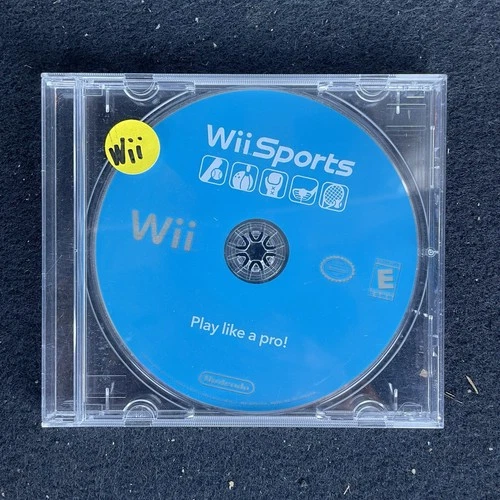 Wii
Wii Sports
Wii
E
Play like a pro!
Nintendo